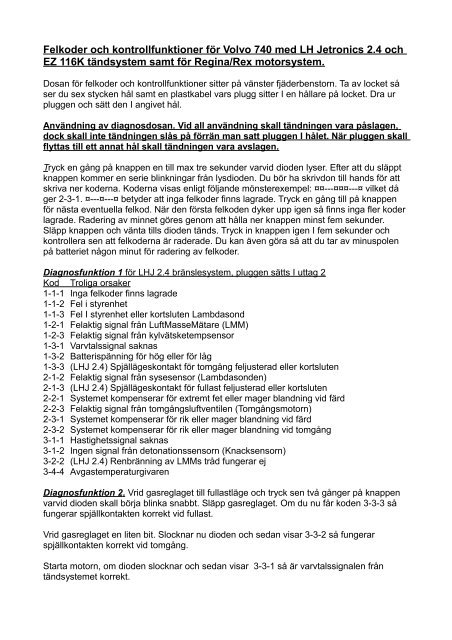 Felkoder och kontrollfunktioner för Volvo 740 med LH Jetronics 2.4 och
EZ 116K tändsystem samt för Regina/Rex motorsystem.
Dosan för felkoder och kontrollfunktioner sitter på vänster fjäderbenstorn. Ta av locket så
ser du sex stycken hål samt en plastkabel vars plugg sitter I en hållare på locket. Dra ur
pluggen och sätt den I angivet hål.
Användning av diagnosdosan. Vid all användning skall tändningen vara påslagen,
dock skall inte tändningen slås på förrän man satt pluggen I hålet. När pluggen skall
flyttas till ett annat hål skall tändningen vara avslagen.
Tryck en gång på knappen en till max tre sekunder varvid dioden lyser. Efter att du släppt
knappen kommer en serie blinkningar från lysdioden. Du bör ha skrivdon till hands för att
skriva ner koderna. Koderna visas enligt följande mönsterexempel: ¤¤---¤¤¤---¤ vilket då
ger 2-3-1. ¤---¤---¤ betyder att inga felkoder finns lagrade. Tryck en gång till på knappen
för nästa eventuella felkod. När den första felkoden dyker upp igen så finns inga fler koder
lagrade. Radering av minnet göres genom att hålla ner knappen minst fem sekunder.
Släpp knappen och vänta tills dioden tänds. Tryck in knappen igen I fem sekunder och
kontrollera sen att felkoderna är raderade. Du kan även göra så att du tar av minuspolen
på batteriet någon minut för radering av felkoder.
Diagnosfunktion 1 för LHJ 2.4 bränslesystem, pluggen sätts I uttag 2
Kod Troliga orsaker
1-1-1 Inga felkoder finns lagrade
1-1-2 Fel i styrenhet
1-1-3 Fel I styrenhet eller kortsluten Lambdasond
1-2-1 Felaktig signal från LuftMasseMätare (LMM)
1-2-3 Felaktig signal från kylvätsketempsensor
1-3-1 Varvtalssignal saknas
1-3-2 Batterispänning för hög eller för låg
1-3-3 (LHJ 2.4) Spjällägeskontakt för tomgång feljusterad eller kortsluten
2-1-2 Felaktig signal från sysesensor (Lambdasonden)
2-1-3 (LHJ 2.4) Spjällägeskontakt för fullast feljusterad eller kortsluten
2-2-1 Systemet kompenserar för extremt fet eller mager blandning vid färd
2-2-3 Felaktig signal från tomgångsluftventilen (Tomgångsmotorn)
2-3-1 Systemet kompenserar för rik eller mager blandning vid färd
2-3-2 Systemet kompenserar för rik eller mager blandning vid tomgång
3-1-1 Hastighetssignal saknas
3-1-2 Ingen signal från detonationssensorn (Knacksensorn)
3-2-2 (LHJ 2.4) Renbränning av LMMs tråd fungerar ej
3-4-4 Avgastemperaturgivaren
Diagnosfunktion 2. Vrid gasreglaget till fullastläge och tryck sen två gånger på knappen
varvid dioden skall börja blinka snabbt. Släpp gasreglaget. Om du nu får koden 3-3-3 så
fungerar spjällkontakten korrekt vid fullast.
Vrid gasreglaget en liten bit. Slocknar nu dioden och sedan visar 3-3-2 så fungerar
spjällkontakten korrekt vid tomgång.
Starta motorn, om dioden slocknar och sedan visar 3-3-1 så är varvtalssignalen från
tändsystemet korrekt.